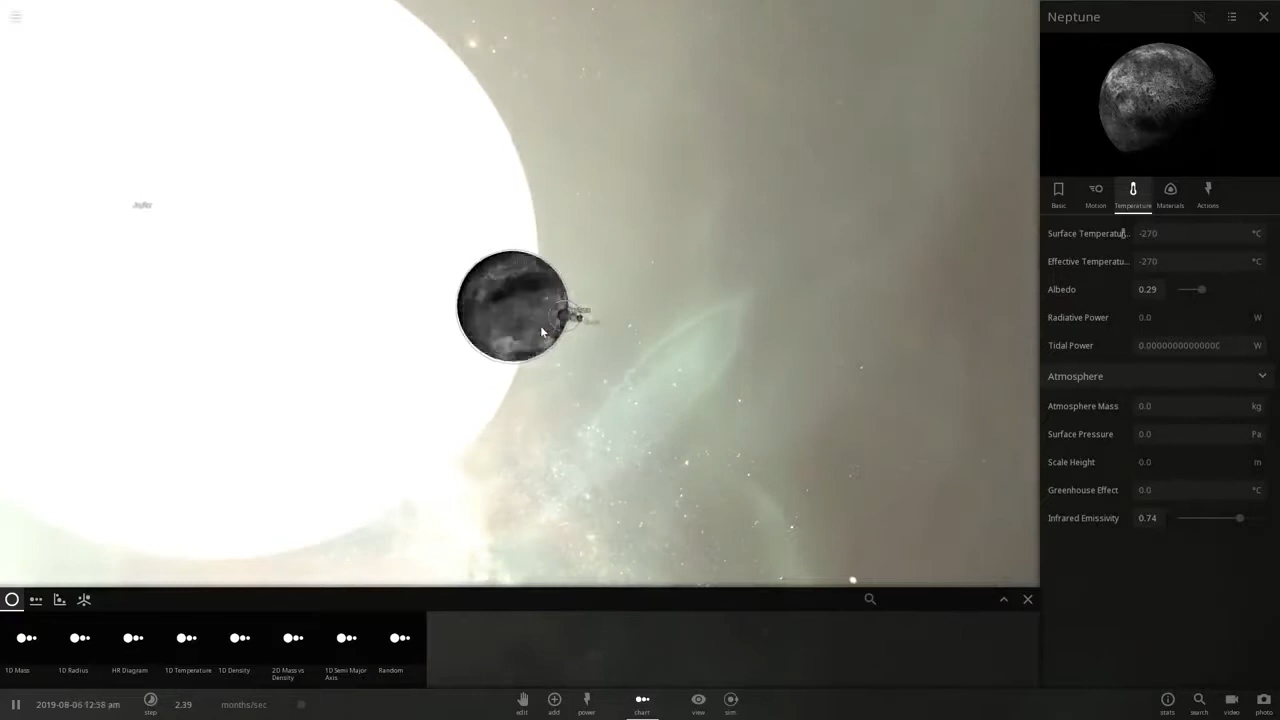 Neptune
Basic
Motion
Temperature
Materials
Actions
Surface Temperatu... -270 °C
Effective Temperatu... -270 °C
Albedo 0.29
Radiative Power 0.0 W
Tidal Power 0.0000000000000 W
Atmosphere
Atmosphere Mass 0.0 kg
Surface Pressure 0.0 Pa
Scale Height 0.0 m
Greenhouse Effect 0.0 °C
Infrared Emissivity 0.74
1D Mass
1D Radius
HR Diagram
1D Temperature
1D Density
2D Mass vs
Density
1D Semi Major
Axis
Random
2019-08-06 12:58 am
step
2.39
months/sec
edit
add
power
chart
view
sim
stats
search
video
photo